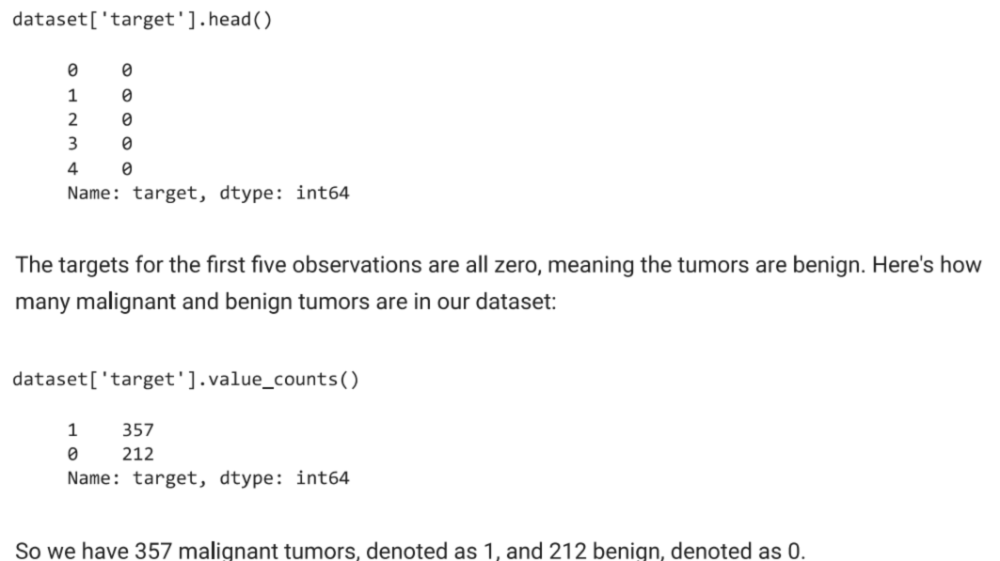 dataset['target'].head()
0 0
1 0
2 0
3 0
4 0
Name: target, dtype: int64
The targets for the first five observations are all zero, meaning the tumors are benign. Here's how
many malignant and benign tumors are in our dataset:
dataset['target'].value_counts()
1 357
0 212
Name: target, dtype: int64
So we have 357 malignant tumors, denoted as 1, and 212 benign, denoted as 0.